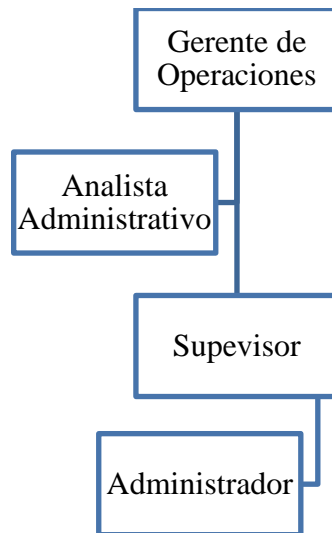 Gerente de
Operaciones
Analista
Administrativo
Supevisor
Administrador